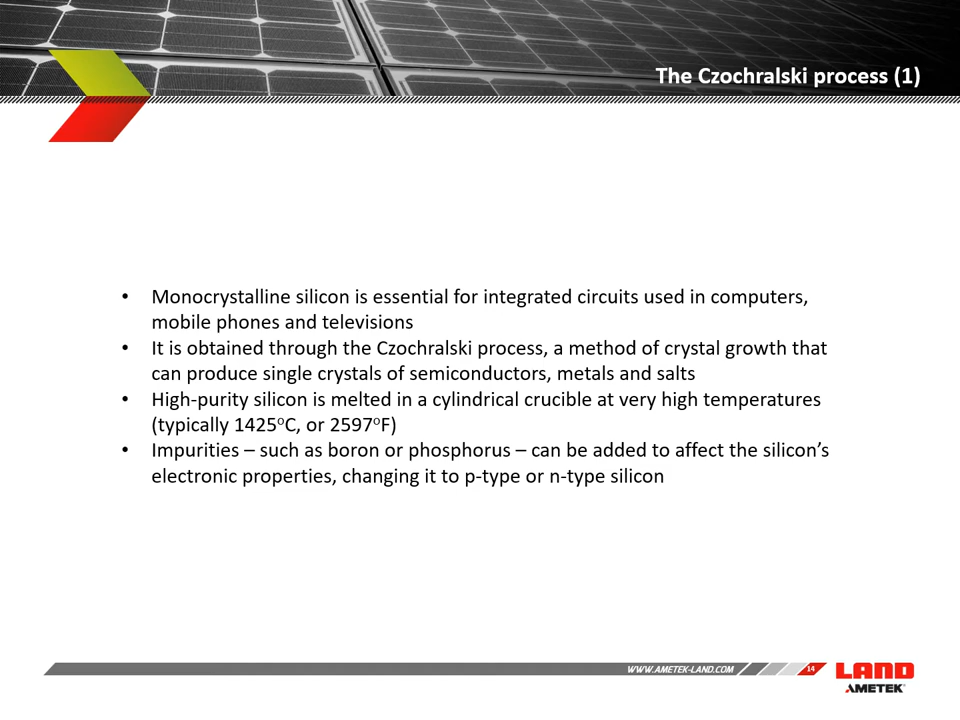 The Czochralski process (1)
• Monocrystalline silicon is essential for integrated circuits used in computers,
mobile phones and televisions
• It is obtained through the Czochralski process, a method of crystal growth that
can produce single crystals of semiconductors, metals and salts
• High-purity silicon is melted in a cylindrical crucible at very high temperatures
(typically 1425ºC, or 2597ºF)
• Impurities – such as boron or phosphorus – can be added to affect the silicon’s
electronic properties, changing it to p-type or n-type silicon
WWW.AMETEK-LAND.COM
14
LAND
AMETEK®